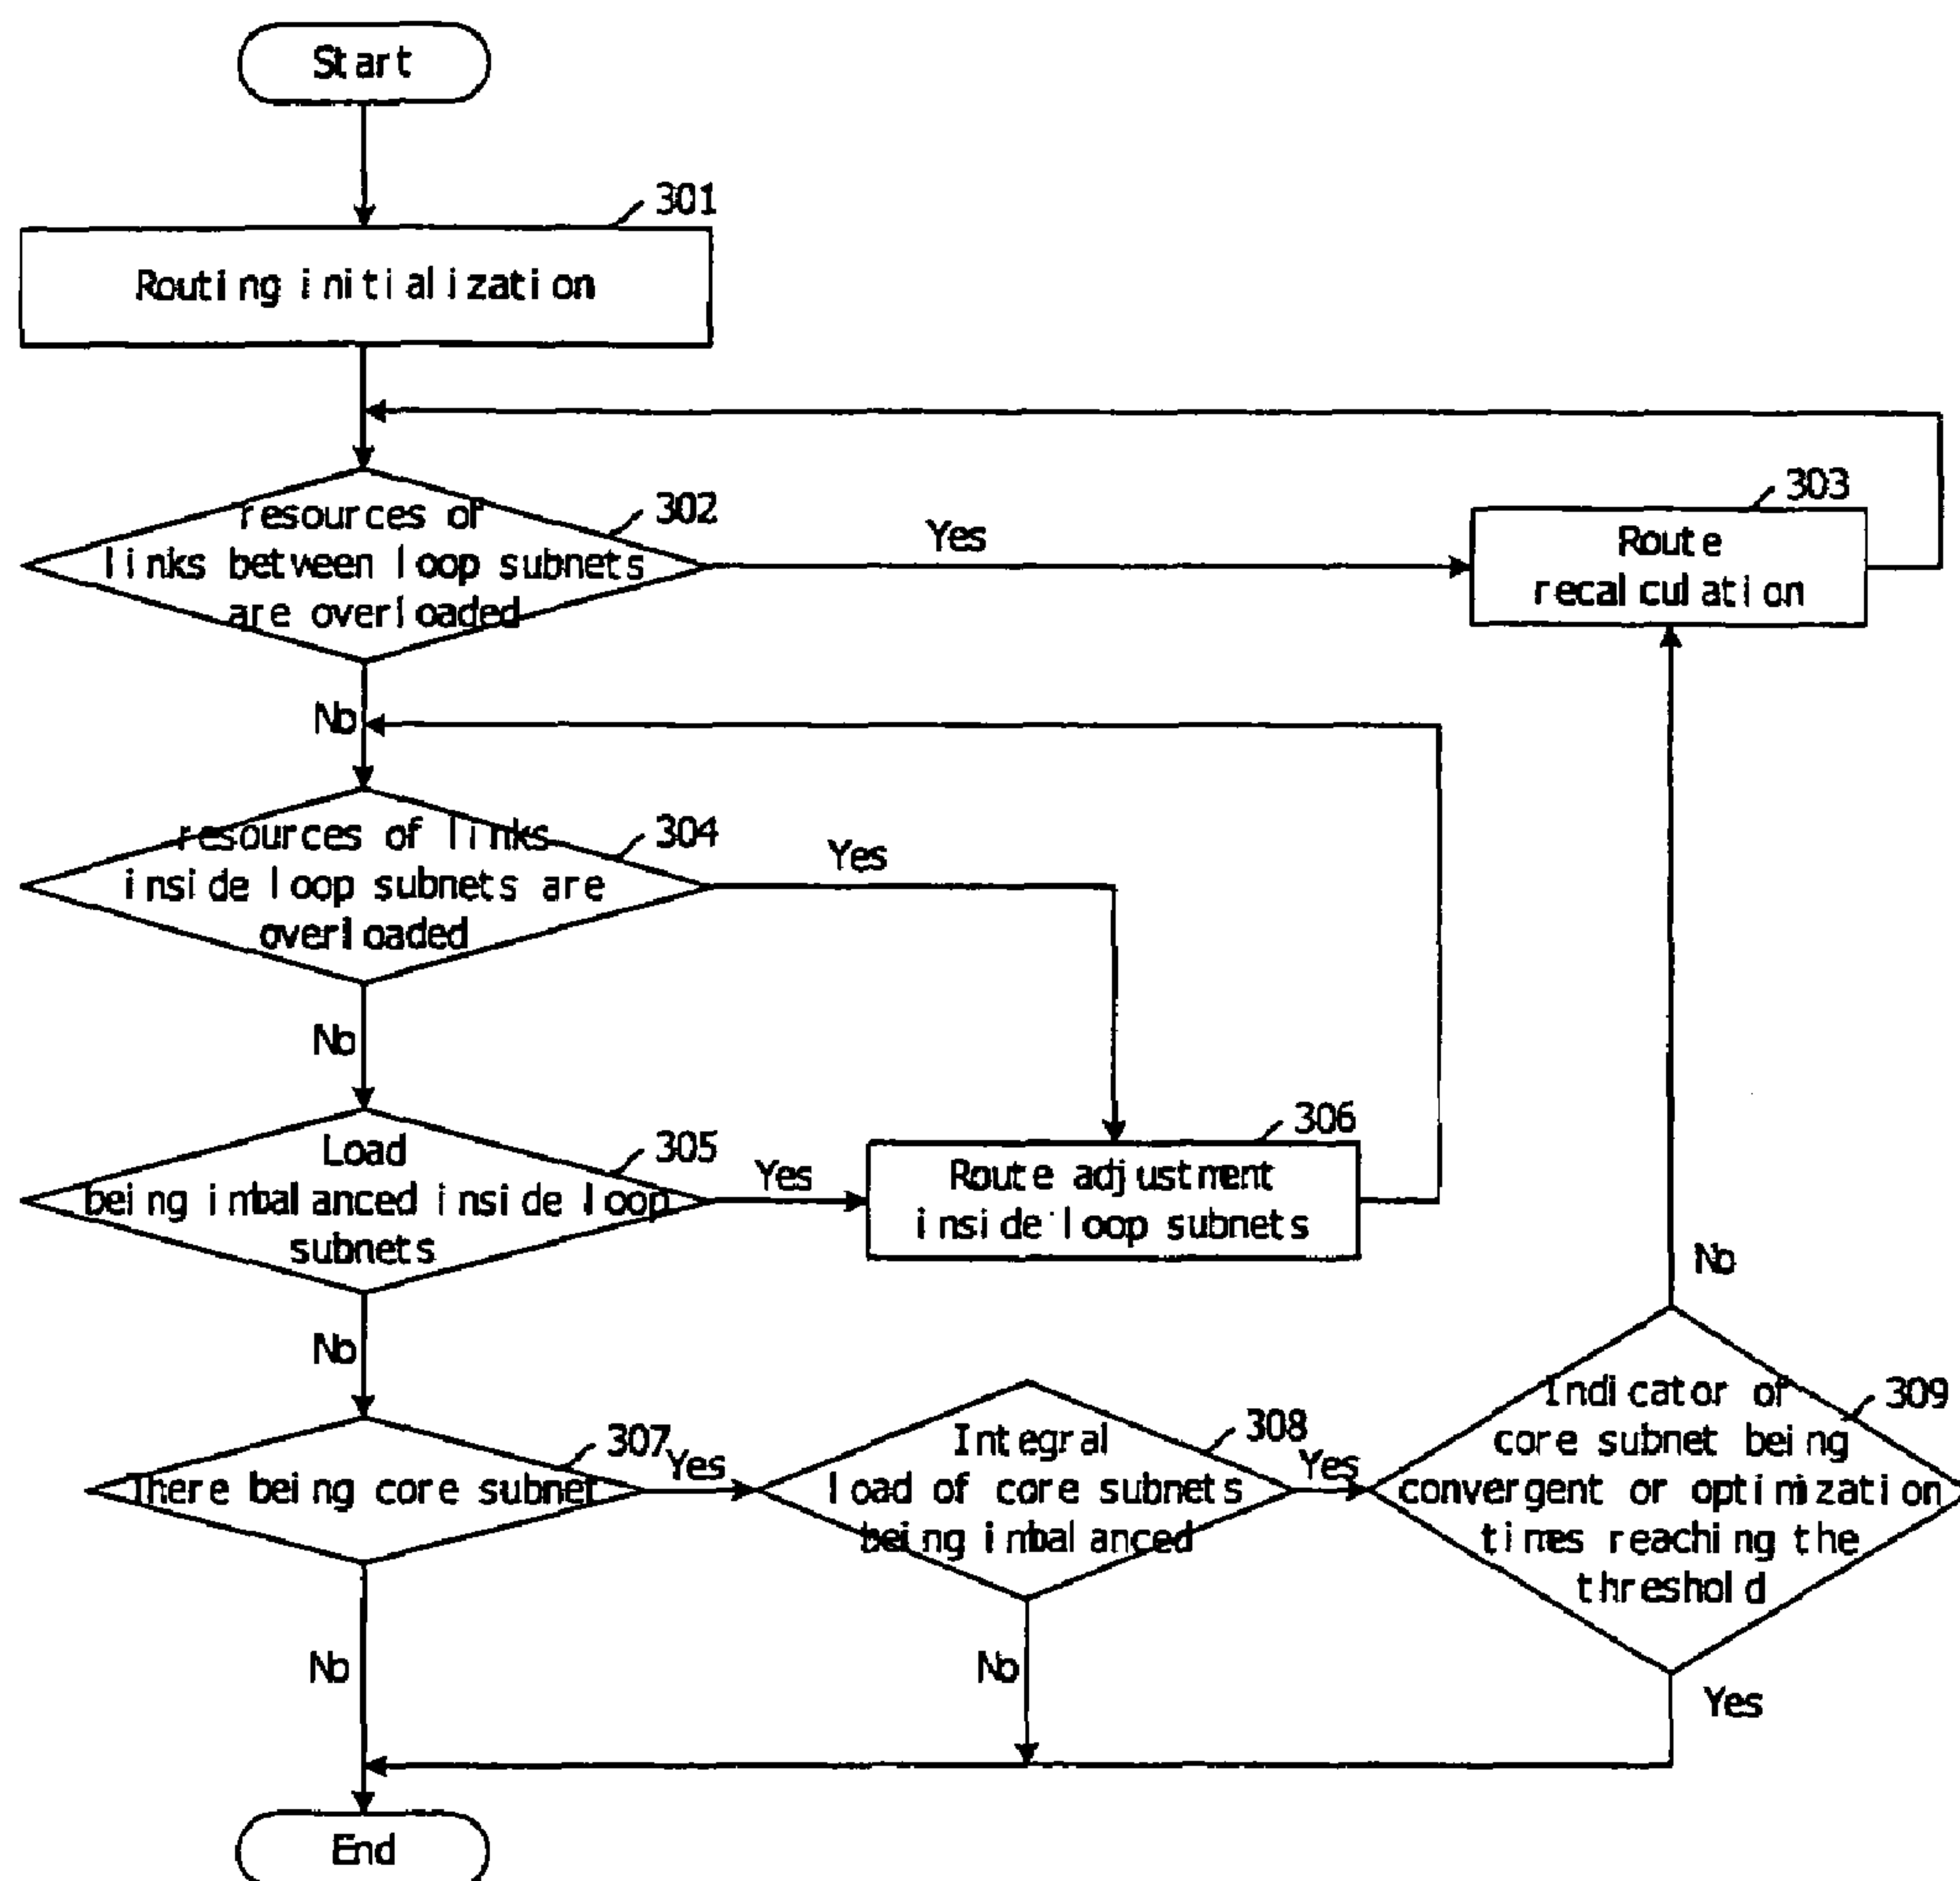 Start
301
Routing initialization
302
resources of
links between loop subnets
are overloaded
Yes
303
Route
recalculation
No
304
resources of links
inside loop subnets are
overloaded
Yes
No
305
Load
being imbalanced inside loop
subnets
Yes
306
Route adjustment
inside loop subnets
No
No
307
There being core subnet
Yes
308
Integral
load of core subnets
being imbalanced
Yes
309
Indicator of
core subnet being
convergent or optimization
times reaching the
threshold
No
No
Yes
End